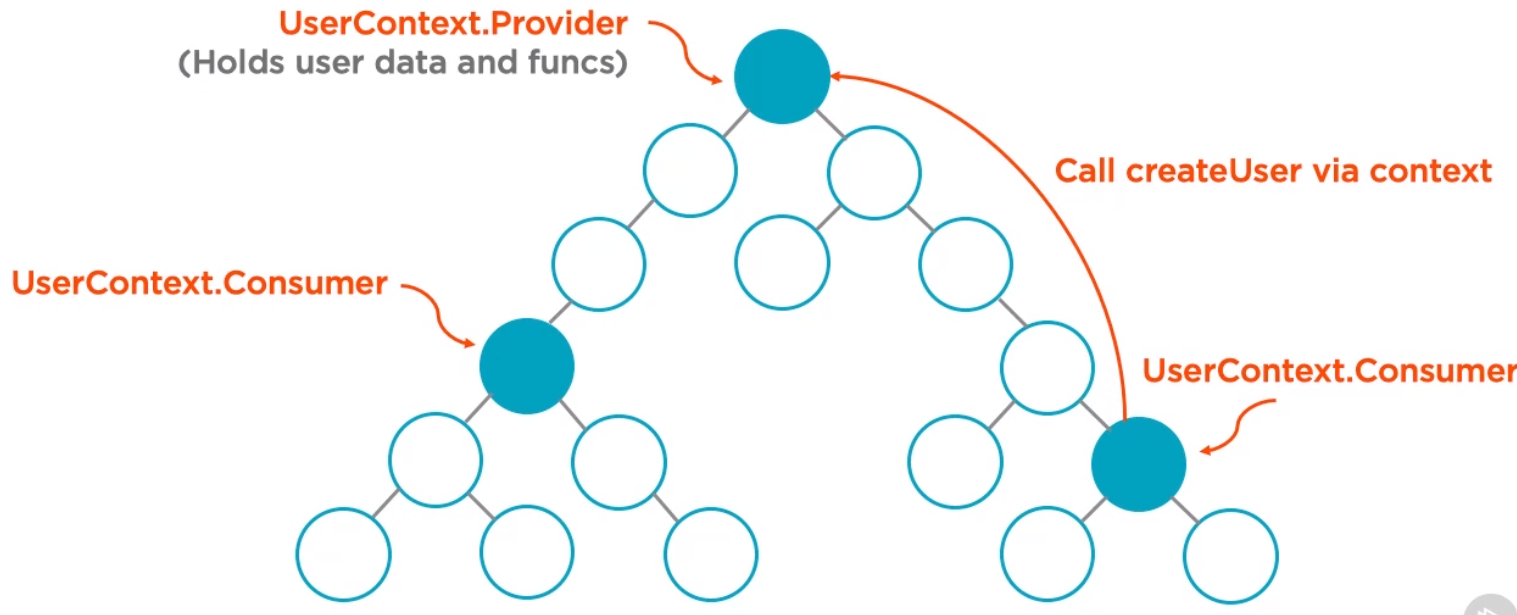 UserContext.Provider
(Holds user data and funcs)
Call createUser via context
UserContext.Consumer
UserContext.Consumer